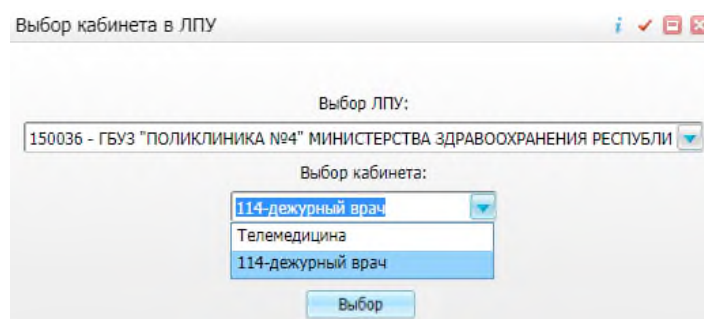 Выбор кабинета в ЛПУ
Выбор ЛПУ:
150036 - ГБУЗ "ПОЛИКЛИНИКА №4" МИНИСТЕРСТВА ЗДРАВООХРАНЕНИЯ РЕСПУБЛИ
Выбор кабинета:
114-дежурный врач
Телемедицина
114-дежурный врач
Выбор